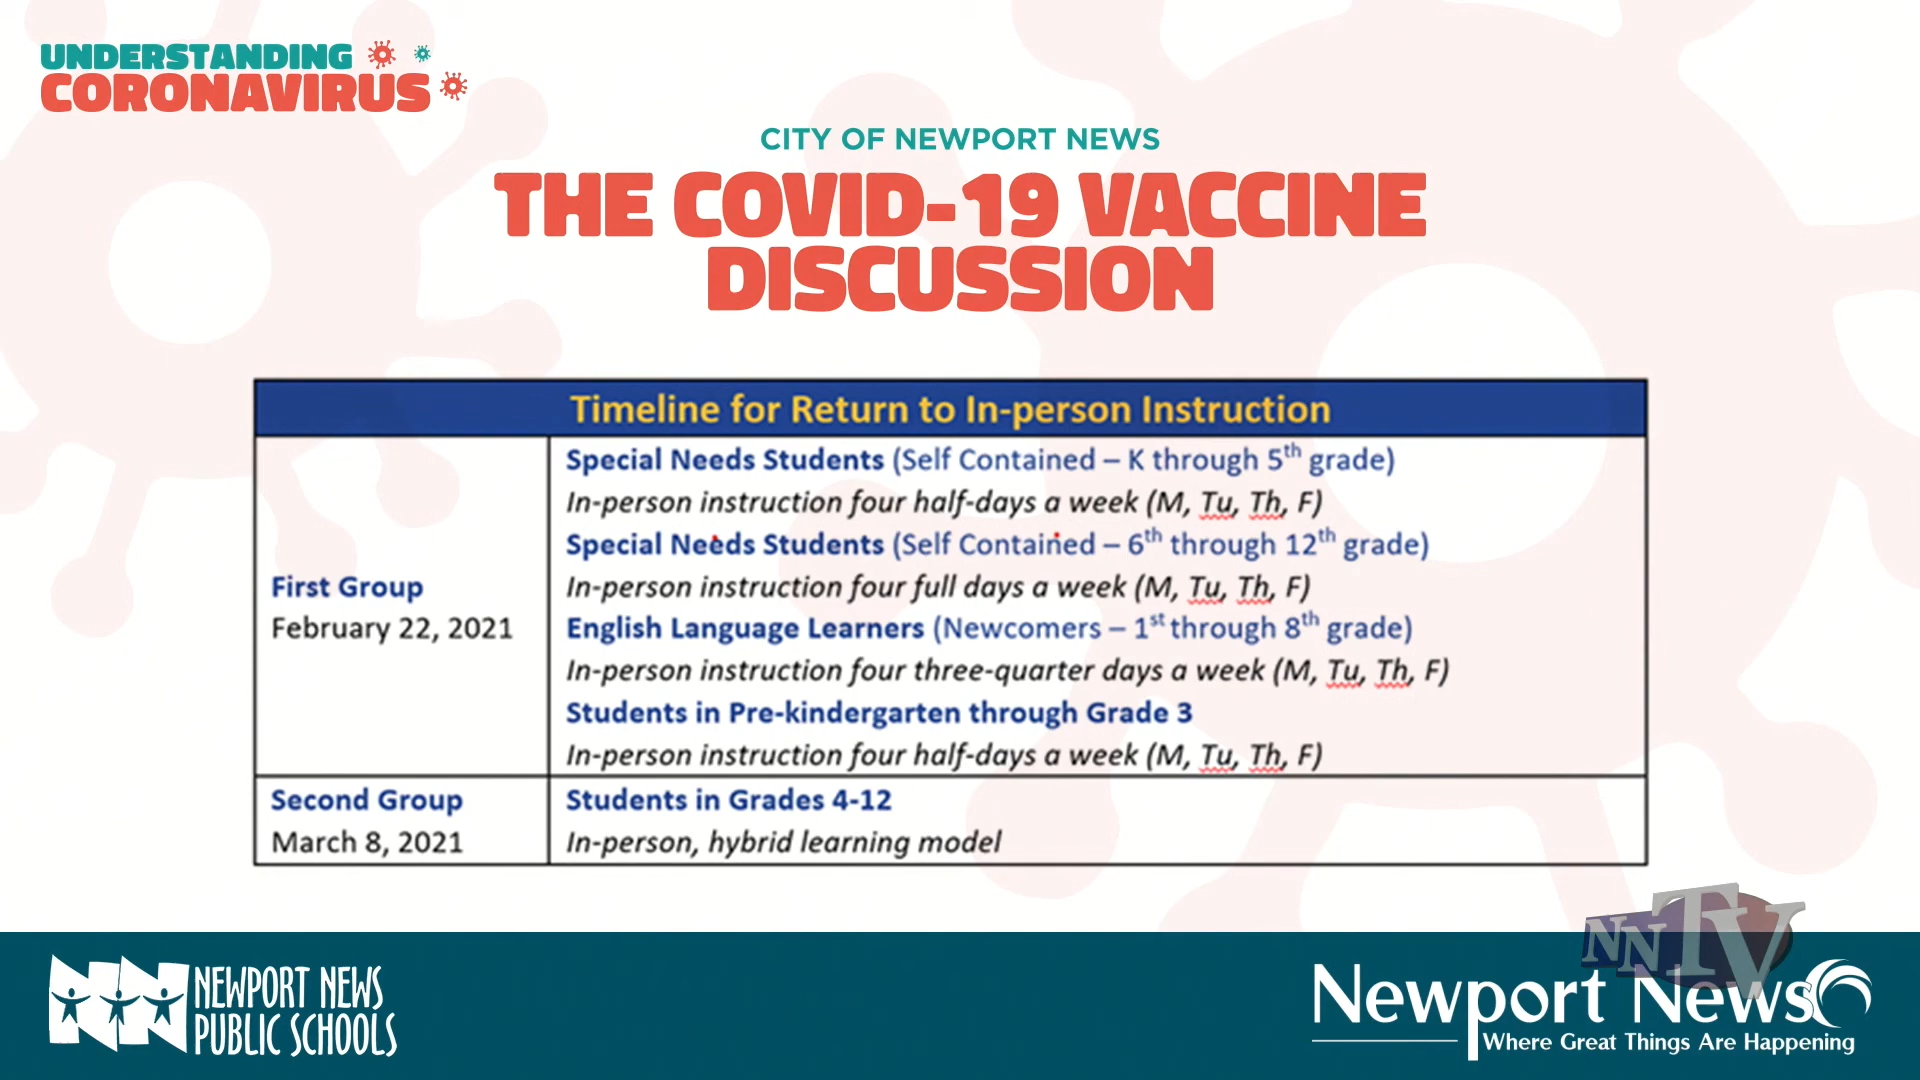 UNDERSTANDING
CORONAVIRUS
CITY OF NEWPORT NEWS
THE COVID-19 VACCINE
DISCUSSION
Timeline for Return to In-person Instruction
First Group
February 22, 2021
Special Needs Students (Self Contained – K through 5th grade)
In-person instruction four half-days a week (M, Tu, Th, F)
Special Needs Students (Self Contained – 6th through 12th grade)
In-person instruction four full days a week (M, Tu, Th, F)
English Language Learners (Newcomers – 1st through 8th grade)
In-person instruction four three-quarter days a week (M, Tu, Th, F)
Students in Pre-kindergarten through Grade 3
In-person instruction four half-days a week (M, Tu, Th, F)
Second Group
March 8, 2021
Students in Grades 4-12
In-person, hybrid learning model
NNTV
NN
NEWPORT NEWS
PUBLIC SCHOOLS
Newport News
Where Great Things Are Happening